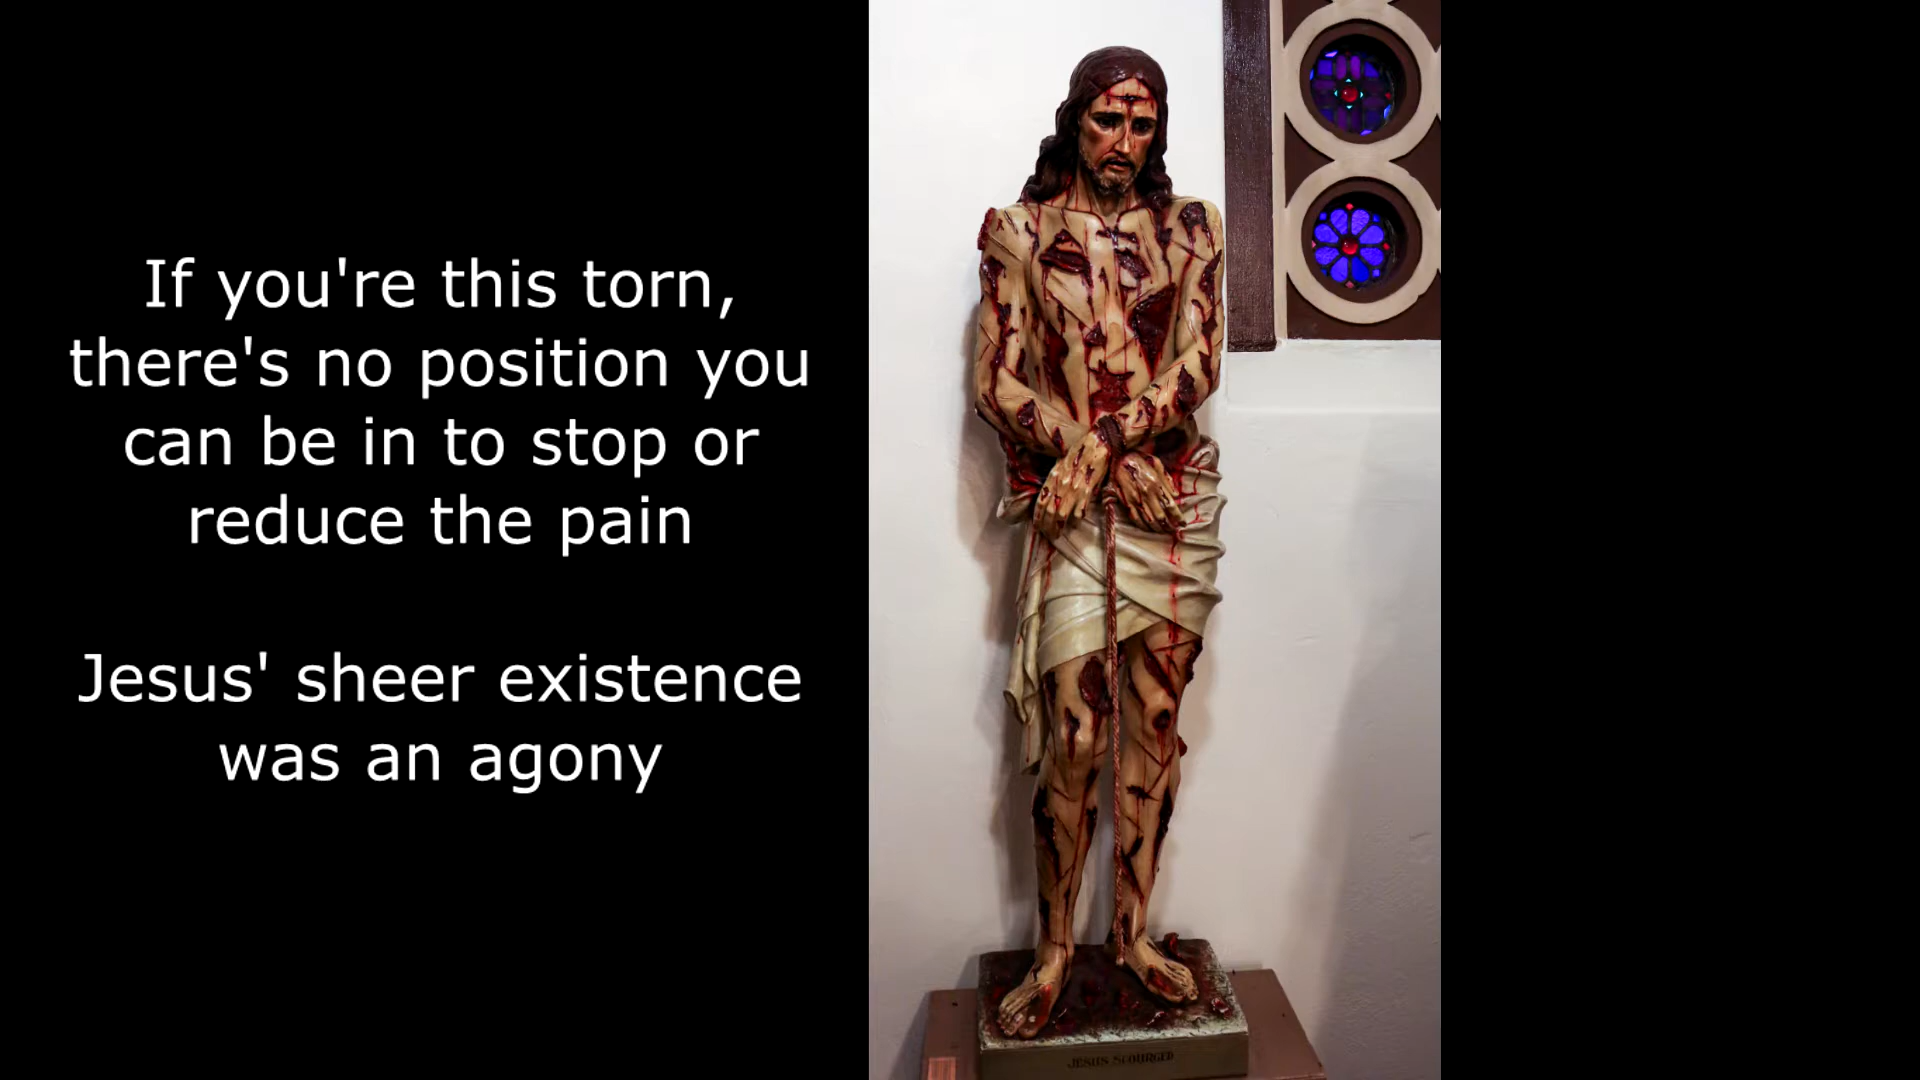 If you're this torn,
there's no position you
can be in to stop or
reduce the pain
Jesus' sheer existence
was an agony
JESUS SCOURGED